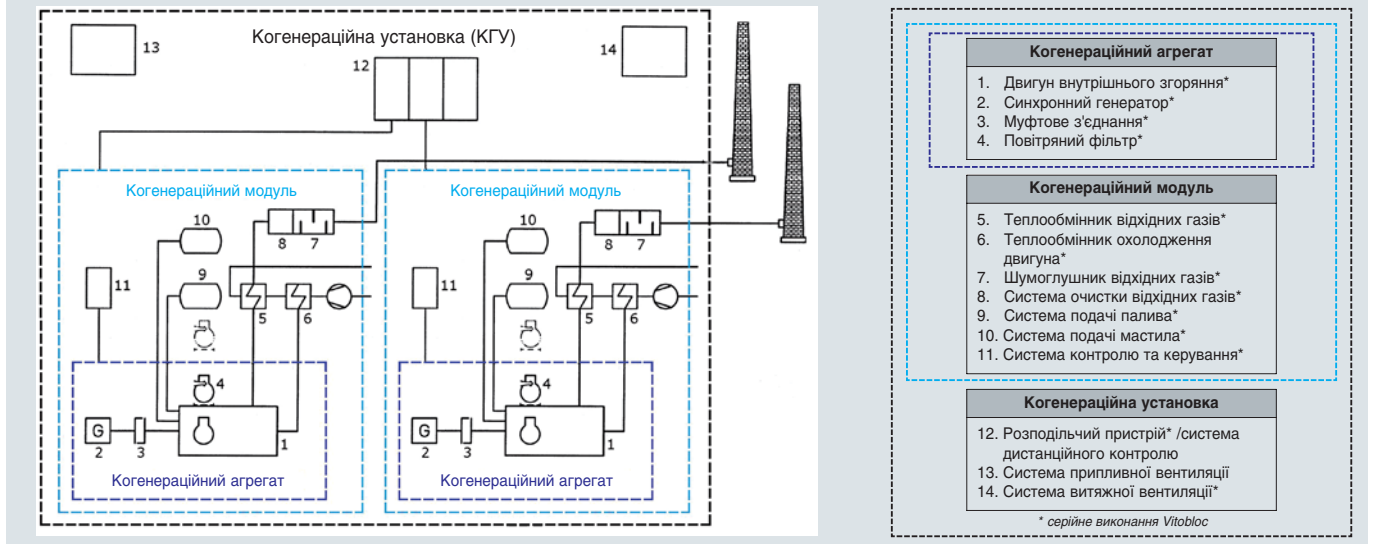 Когенераційна установка (КГУ)
13
14
12
Когенераційний модуль
10
8
7
9
11
5
6
4
G
2
3
1
Когенераційний агрегат
Когенераційний модуль
10
8
7
9
11
5
6
4
G
2
3
1
Когенераційний агрегат
Когенераційний агрегат
1. Двигун внутрішнього згоряння*
2. Синхронний генератор*
3. Муфтове з'єднання*
4. Повітряний фільтр*
Когенераційний модуль
5. Теплообмінник відхідних газів*
6. Теплообмінник охолодження
двигуна*
7. Шумоглушник відхідних газів*
8. Система очистки відхідних газів*
9. Система подачі палива*
10. Система подачі мастила*
11. Система контролю та керування*
Когенераційна установка
12. Розподільчий пристрій* /система
дистанційного контролю
13. Система припливної вентиляції
14. Система витяжної вентиляції*
* серійне виконання Vitobloc